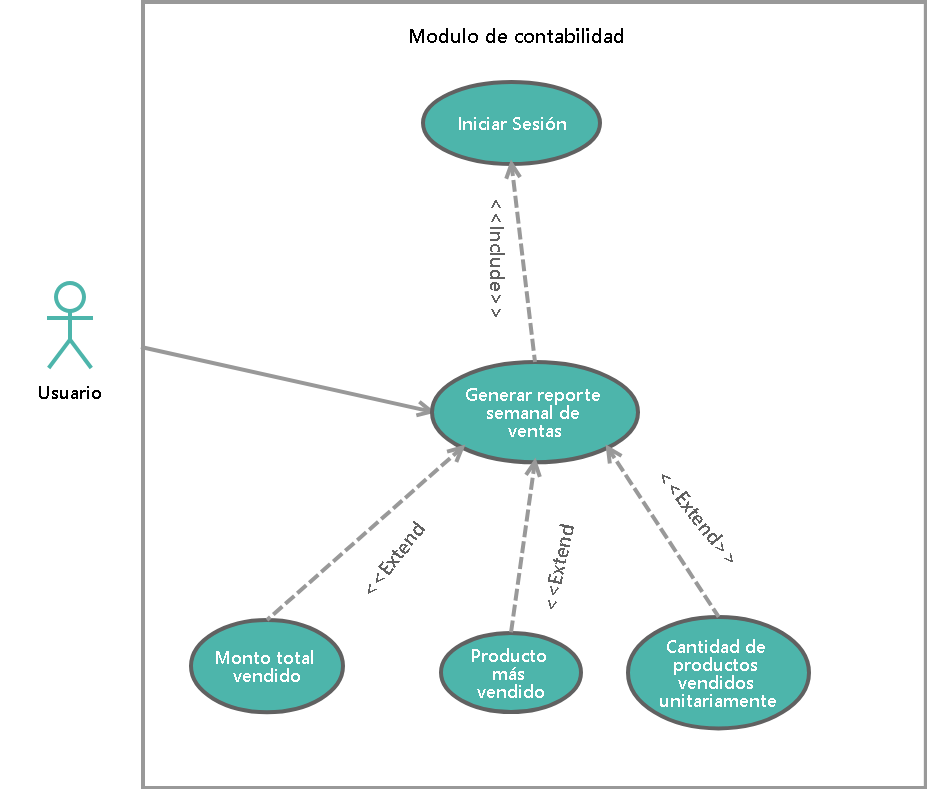 Modulo de contabilidad
Iniciar Sesión
<<Include>>
Usuario
Generar reporte
semanal de
ventas
<<Extend
<<Extend
<<Extend>>
Monto total
vendido
Producto
más
vendido
Cantidad de
productos
vendidos
unitariamente